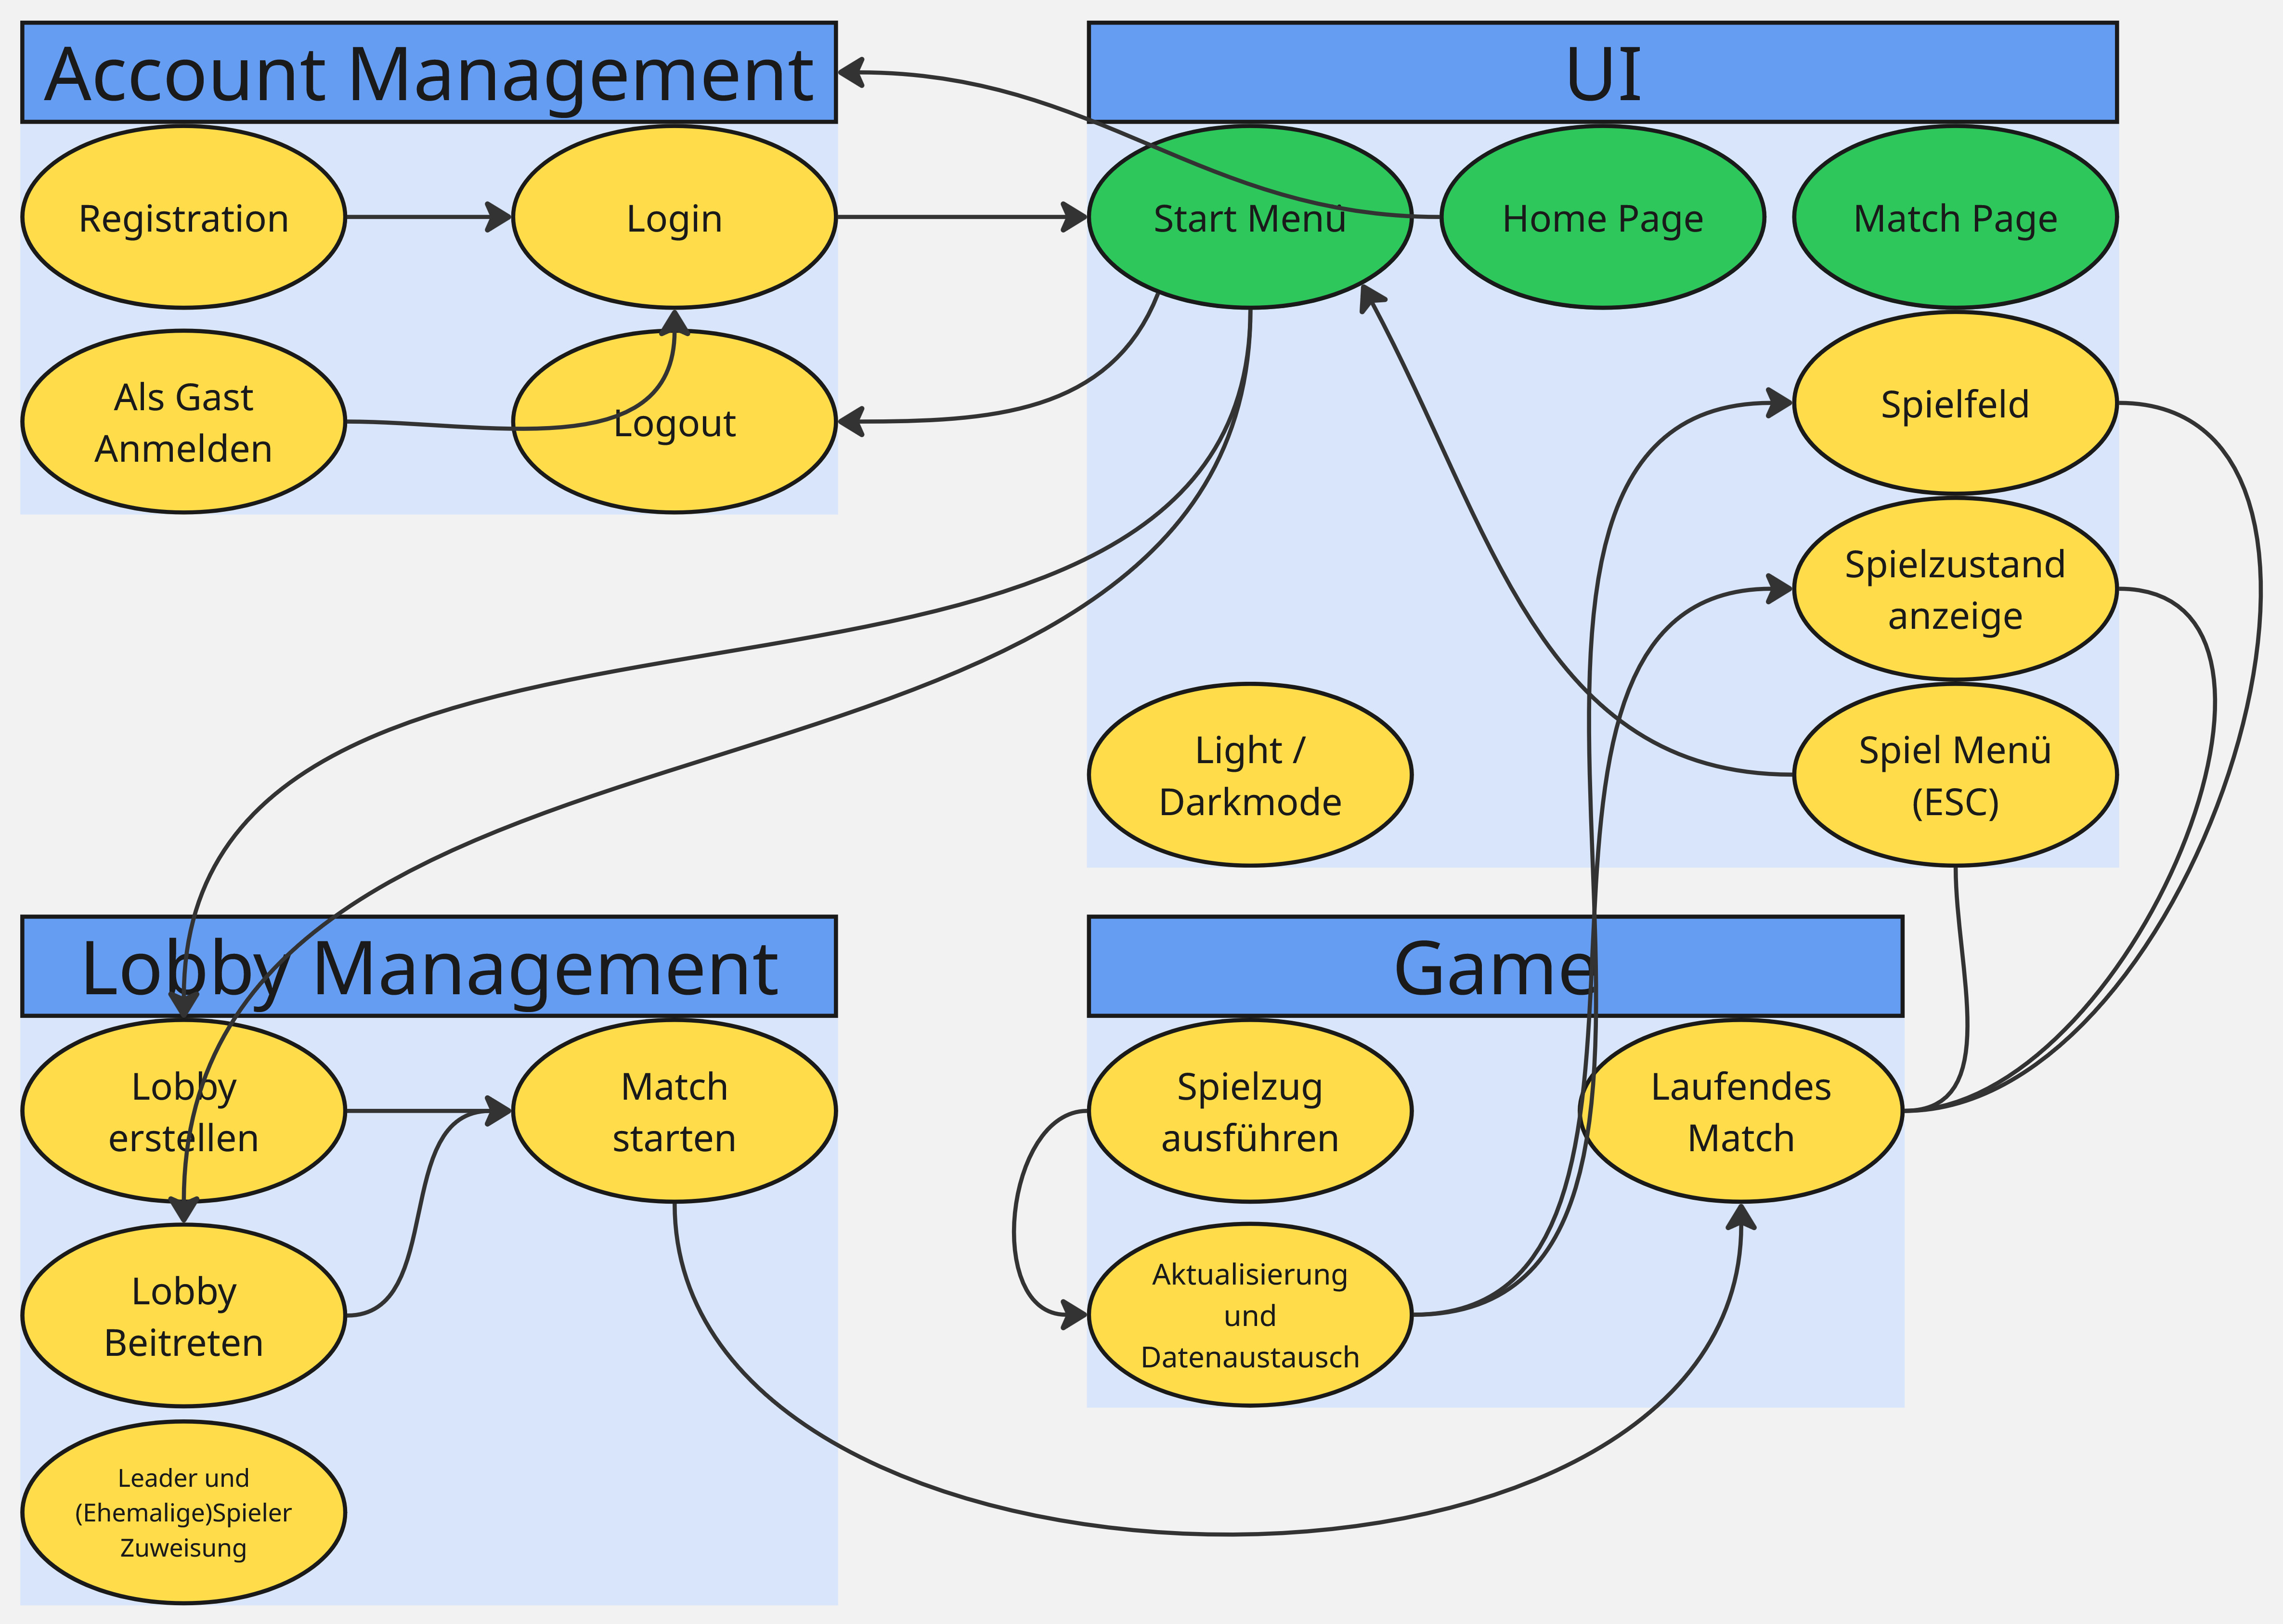 Account Management
Registration
Login
Als Gast
Anmelden
Logout
UI
Start Menü
Home Page
Match Page
Spielfeld
Spielzustand
anzeige
Light /
Darkmode
Spiel Menü
(ESC)
Lobby Management
Lobby
erstellen
Match
starten
Lobby
Beitreten
Leader und
(Ehemalige)Spieler
Zuweisung
Game
Spielzug
ausführen
Laufendes
Match
Aktualisierung
und
Datenaustausch